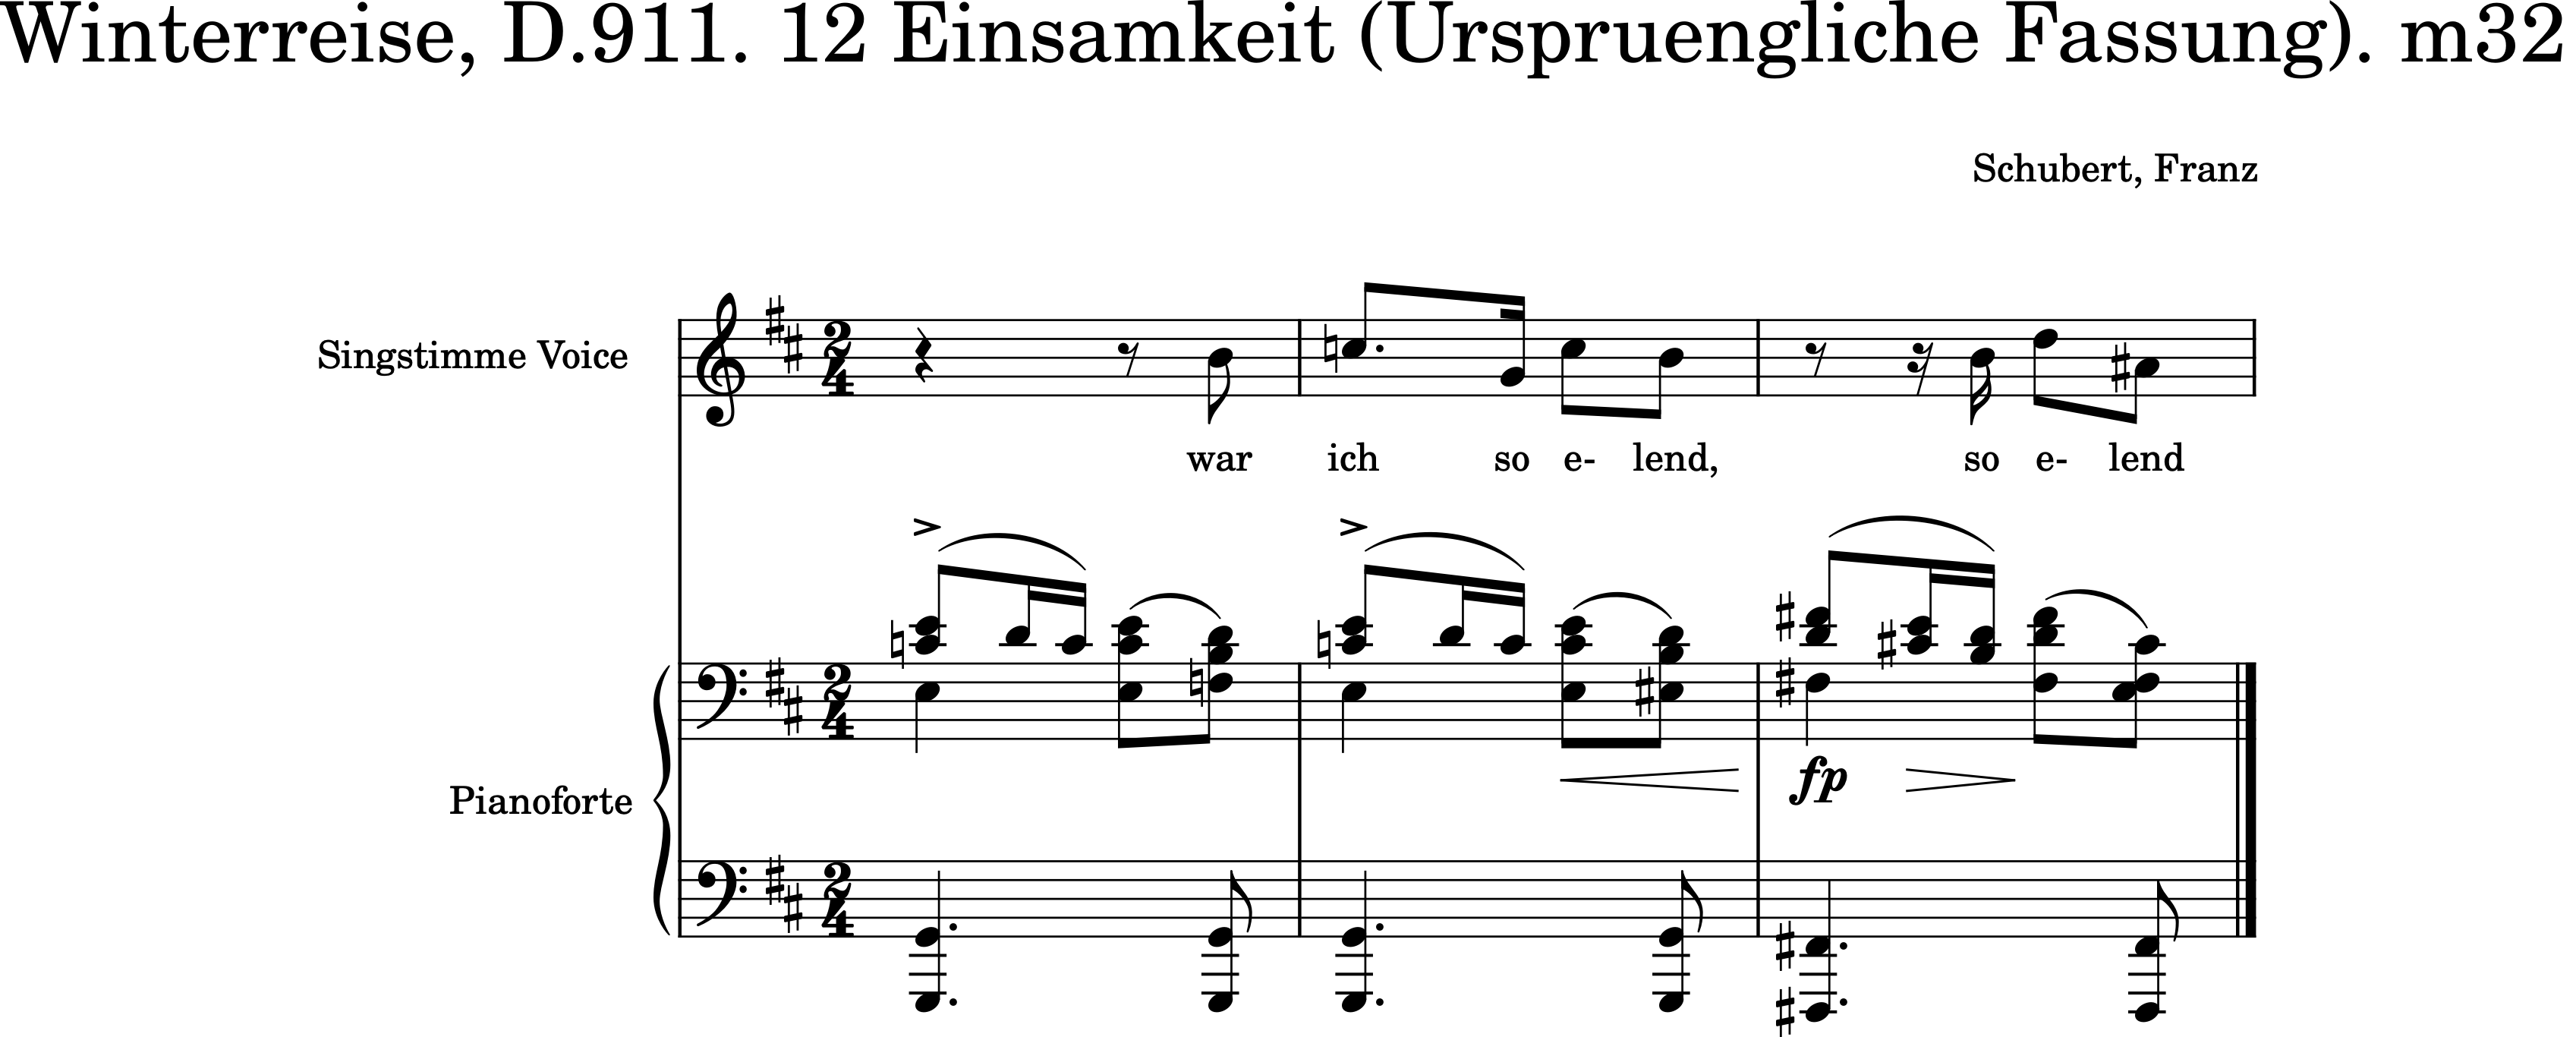 Winterreise, D.911. 12 Einsamkeit (Urspruengliche Fassung). m32
Schubert, Franz
Singstimme Voice
war ich so e- lend, so e- lend
Pianoforte
fp